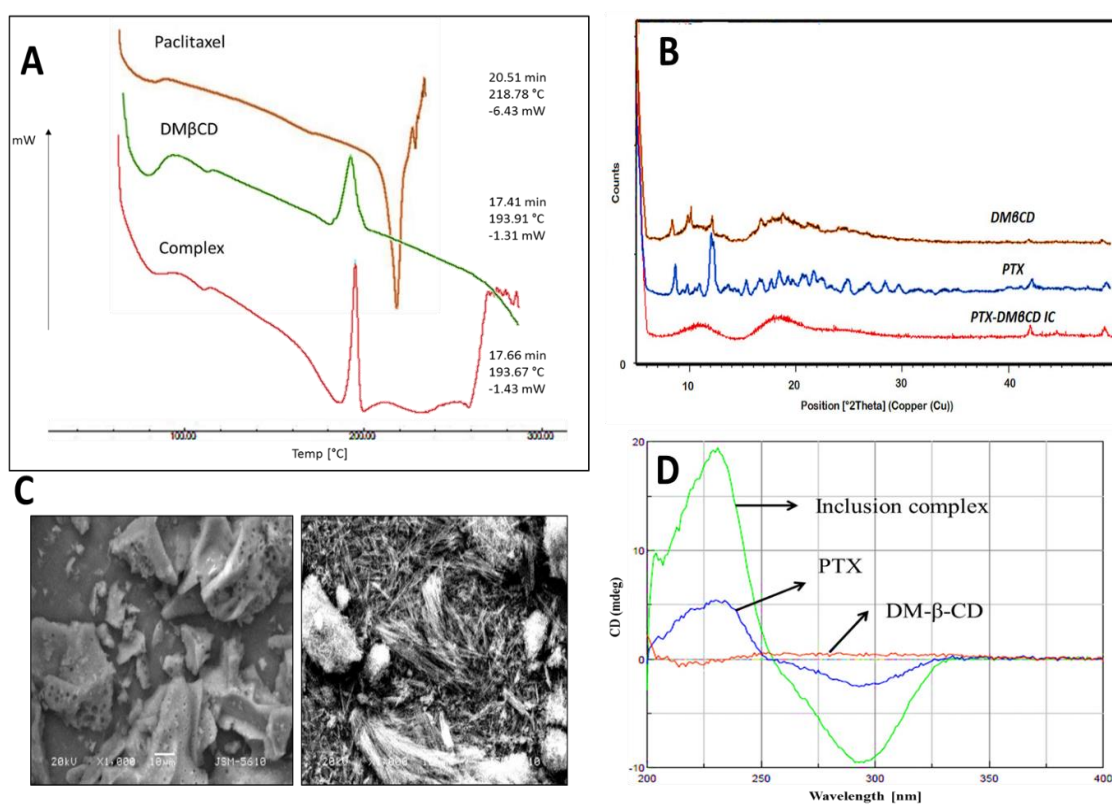 A
Paclitaxel
20.51 min
218.78 °C
-6.43 mW
mW
DMβCD
17.41 min
193.91 °C
-1.31 mW
Complex
17.66 min
193.67 °C
-1.43 mW
100.00 200.00 300.00
Temp [°C]
B
Counts
DMβCD
PTX
PTX-DMβCD IC
0
10 20 30 40
Position [°2Theta] (Copper (Cu))
C
20kV X1,000 10µm JSM-5610
JSM-5610
D
20
Inclusion complex
10
PTX
CD (mdeg)
DM-β-CD
0
-10
200 250 300 350 400
Wavelength [nm]